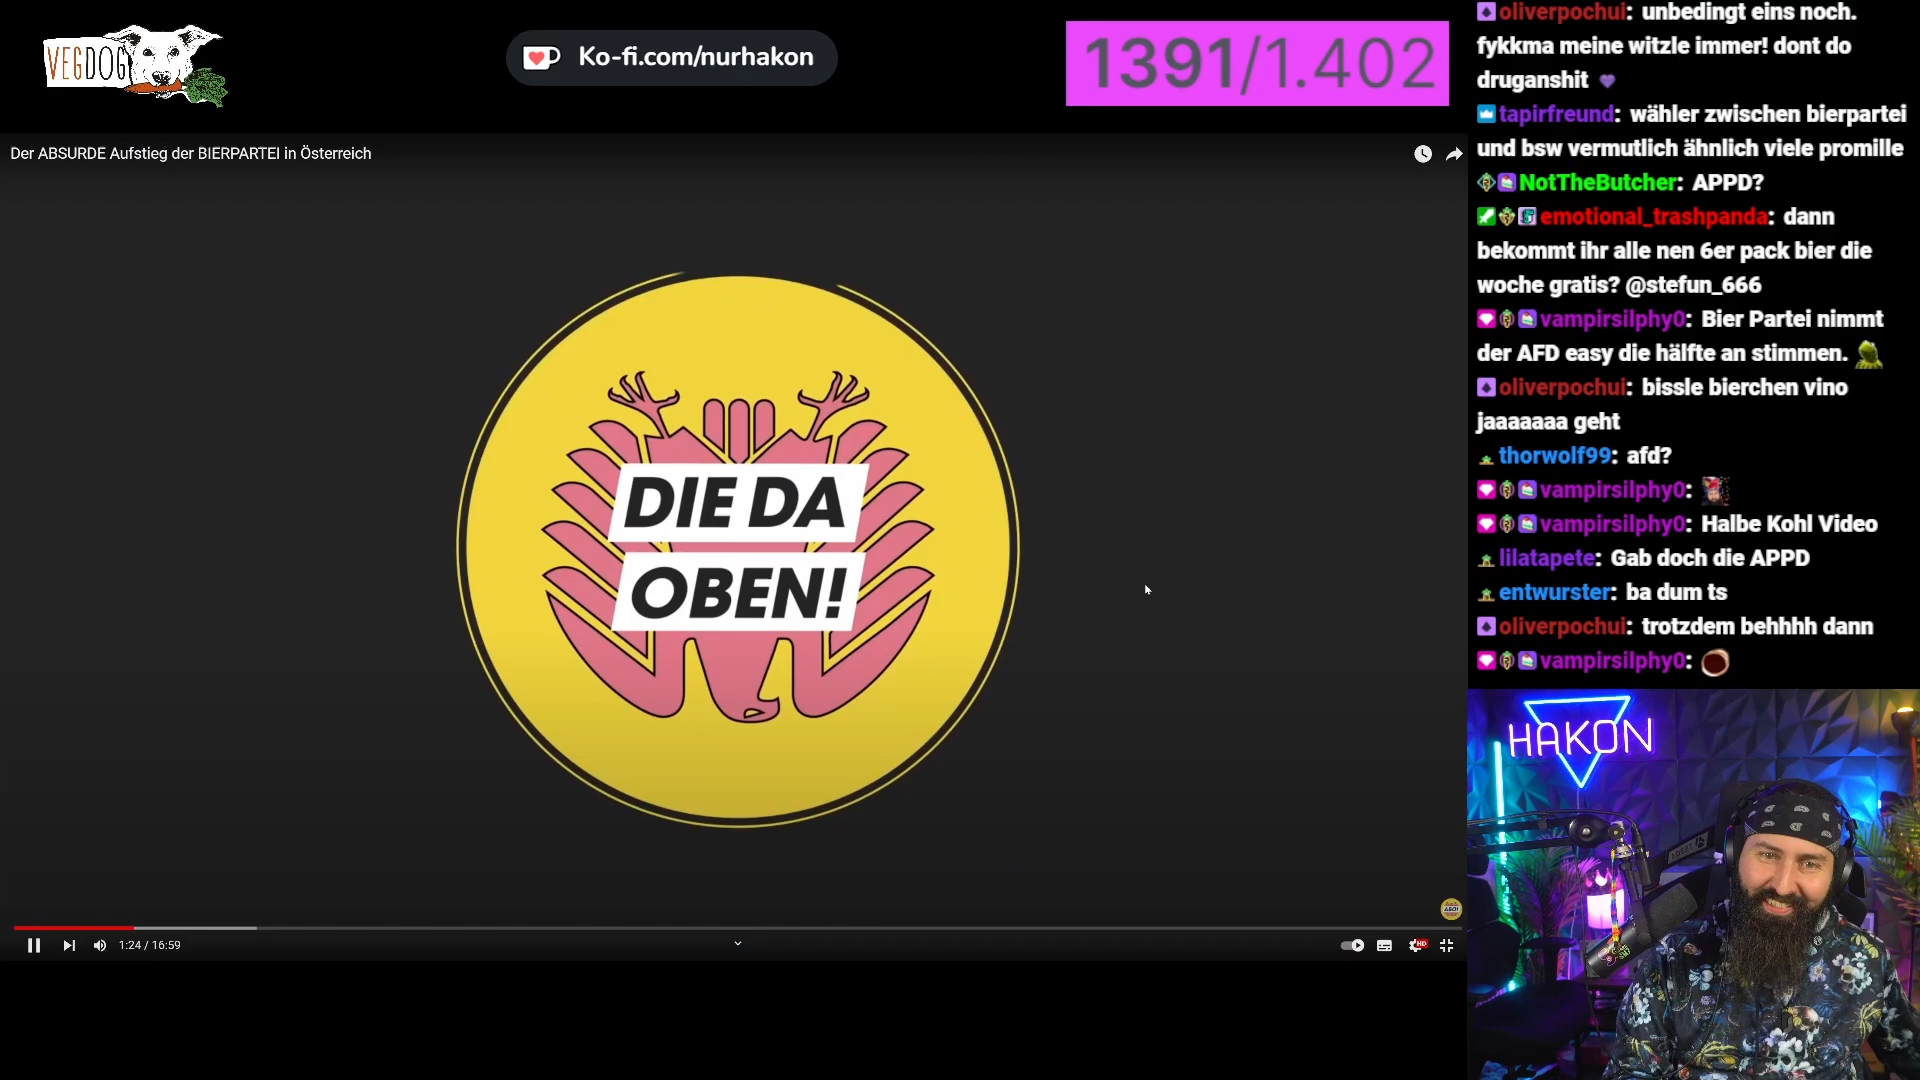 VEGDOG
Ko-fi.com/nurhakon
1391/1.402
Der ABSURDE Aufstieg der BIERPARTEI in Österreich
DIE DA
OBEN!
ABO!
1:24 / 16:59
HD
oliverpochui: unbedingt eins noch.
fykkma meine witzle immer! dont do
druganshit
tapirfreund: wähler zwischen bierpartei
und bsw vermutlich ähnlich viele promille
NotTheButcher: APPD?
emotional_trashpanda: dann
bekommt ihr alle nen 6er pack bier die
woche gratis? @stefun_666
vampirsilphy0: Bier Partei nimmt
der AFD easy die hälfte an stimmen.
oliverpochui: bissle bierchen vino
jaaaaaaa geht
thorwolf99: afd?
vampirsilphy0:
vampirsilphy0: Halbe Kohl Video
lilatapete: Gab doch die APPD
entwurster: ba dum ts
oliverpochui: trotzdem behhhh dann
vampirsilphy0:
HAKON